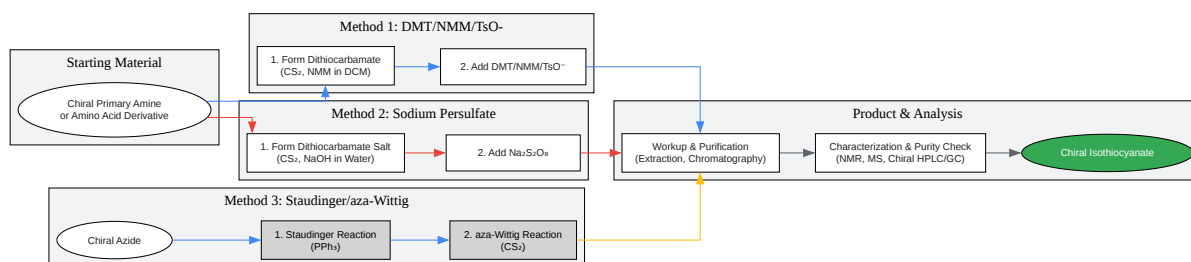 Method 1: DMT/NMM/TsO-
1. Form Dithiocarbamate
(CS₂, NMM in DCM)
2. Add DMT/NMM/TsO⁻
Starting Material
Chiral Primary Amine
or Amino Acid Derivative
Method 2: Sodium Persulfate
1. Form Dithiocarbamate Salt
(CS₂, NaOH in Water)
2. Add Na₂S₂O₈
Product & Analysis
Workup & Purification
(Extraction, Chromatography)
Characterization & Purity Check
(NMR, MS, Chiral HPLC/GC)
Chiral Isothiocyanate
Method 3: Staudinger/aza-Wittig
Chiral Azide
1. Staudinger Reaction
(PPh₃)
2. aza-Wittig Reaction
(CS₂)